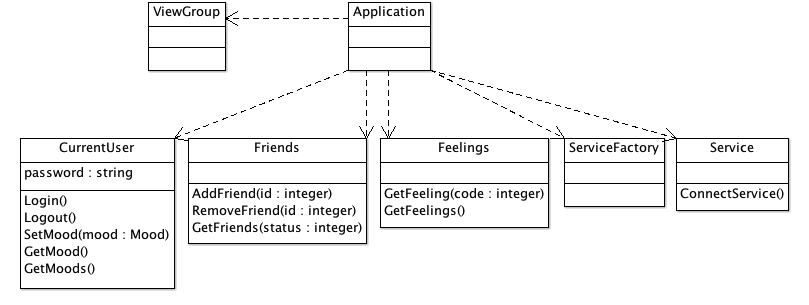 ViewGroup
Application
CurrentUser
password : string
Login()
Logout()
SetMood(mood : Mood)
GetMood()
GetMoods()
Friends
AddFriend(id : integer)
RemoveFriend(id : integer)
GetFriends(status : integer)
Feelings
GetFeeling(code : integer)
GetFeelings()
ServiceFactory
Service
ConnectService()